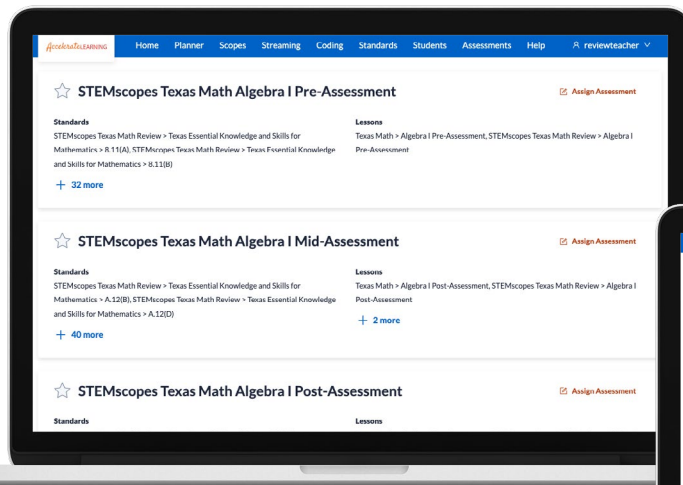 AccelerateLEARNING Home Planner Scopes Streaming Coding Standards Students Assessments Help reviewteacher
STEMscopes Texas Math Algebra I Pre-Assessment Assign Assessment
Standards Lessons
STEMscopes Texas Math Review > Texas Essential Knowledge and Skills for Texas Math > Algebra I Pre-Assessment, STEMscopes Texas Math Review > Algebra I
Mathematics > 8.11(A), STEMscopes Texas Math Review > Texas Essential Knowledge Pre-Assessment
and Skills for Mathematics > 8.11(B)
+ 32 more
STEMscopes Texas Math Algebra I Mid-Assessment Assign Assessment
Standards Lessons
STEMscopes Texas Math Review > Texas Essential Knowledge and Skills for Texas Math > Algebra I Post-Assessment, STEMscopes Texas Math Review > Algebra I
Mathematics > A.12(B), STEMscopes Texas Math Review > Texas Essential Knowledge Post-Assessment
and Skills for Mathematics > A.12(D) + 2 more
+ 40 more
STEMscopes Texas Math Algebra I Post-Assessment Assign Assessment
Standards Lessons